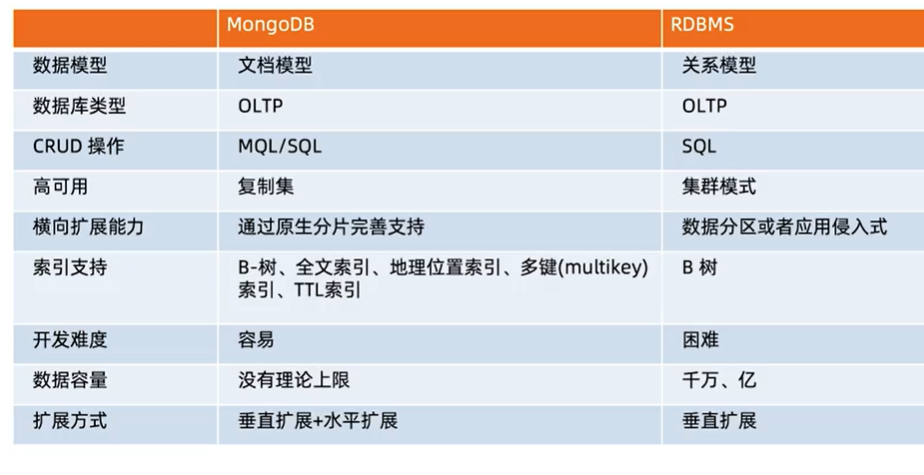 MongoDB RDBMS
数据模型 文档模型 关系模型
数据库类型 OLTP OLTP
CRUD 操作 MQL/SQL SQL
高可用 复制集 集群模式
横向扩展能力 通过原生分片完善支持 数据分区或者应用侵入式
索引支持 B-树、全文索引、地理位置索引、多键(multikey) B 树
索引、TTL索引
开发难度 容易 困难
数据容量 没有理论上限 千万、亿
扩展方式 垂直扩展+水平扩展 垂直扩展